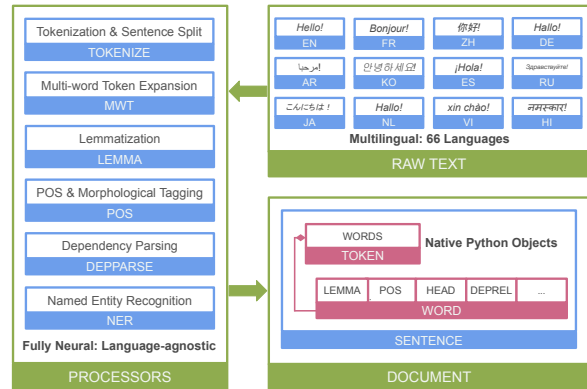 Tokenization & Sentence Split
TOKENIZE
Multi-word Token Expansion
MWT
Lemmatization
LEMMA
POS & Morphological Tagging
POS
Dependency Parsing
DEPPARSE
Named Entity Recognition
NER
Fully Neural: Language-agnostic
PROCESSORS
Hello! Bonjour! 你好! Hallo!
EN FR ZH DE
مرحبا! 안녕하세요! ¡Hola! Здравствуйте!
AR KO ES RU
こんにちは! Hallo! xin chào! नमस्कार!
JA NL VI HI
Multilingual: 66 Languages
RAW TEXT
WORDS
TOKEN
Native Python Objects
LEMMA POS HEAD DEPREL ...
WORD
SENTENCE
DOCUMENT